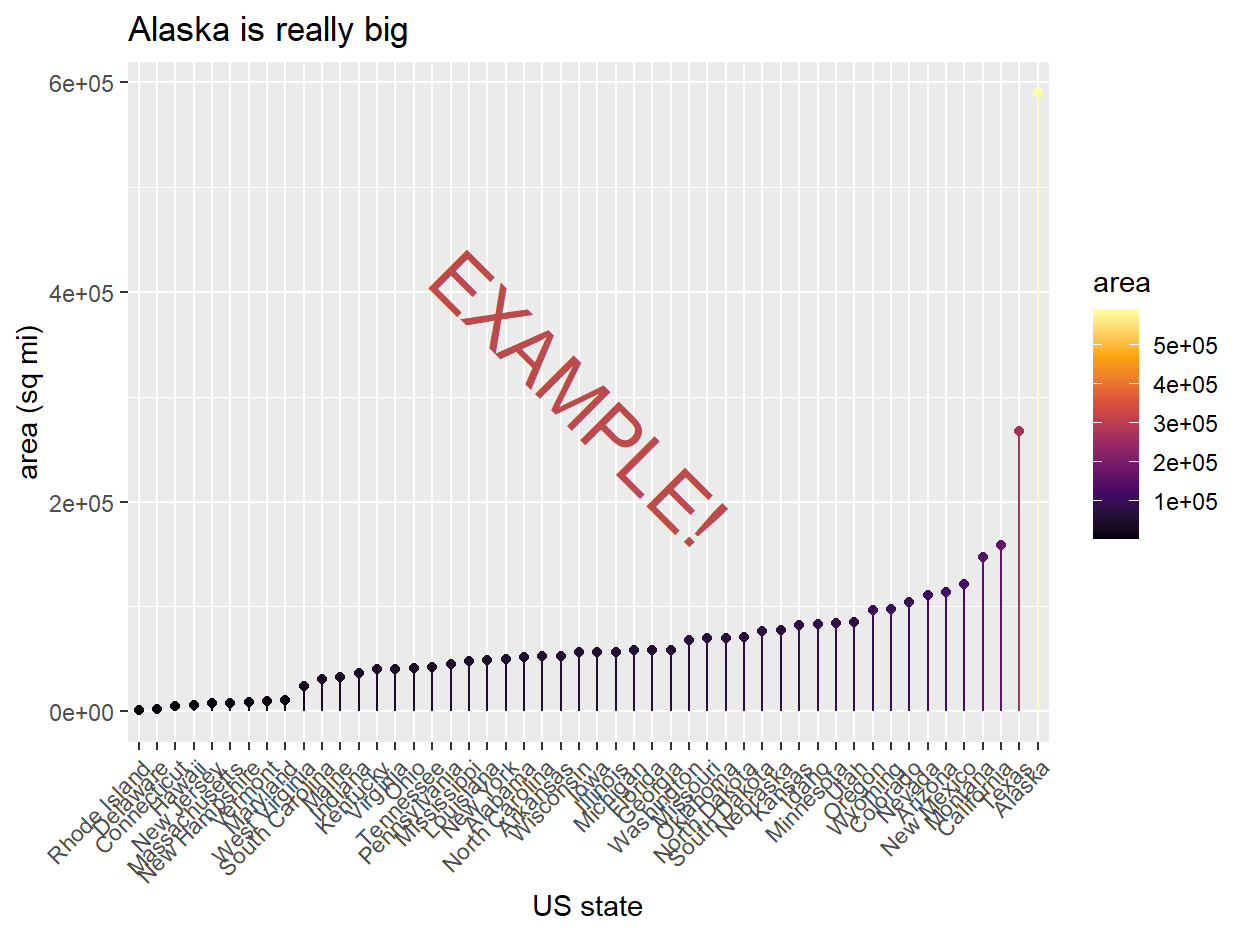 Alaska is really big
6e+05
4e+05
2e+05
0e+00
area (sq mi)
EXAMPLE!
area
5e+05
4e+05
3e+05
2e+05
1e+05
Rhode Island
Delaware
Connecticut
Hawaii
New Jersey
Massachusetts
New Hampshire
Vermont
Maryland
West Virginia
South Carolina
Maine
Indiana
Kentucky
Virginia
Ohio
Tennessee
Pennsylvania
Mississippi
Louisiana
New York
Alabama
North Carolina
Arkansas
Wisconsin
Iowa
Illinois
Michigan
Florida
Georgia
Washington
Missouri
Oklahoma
North Dakota
South Dakota
Nebraska
Kansas
Idaho
Minnesota
Utah
Oregon
Wyoming
Colorado
Nevada
Arizona
New Mexico
Montana
California
Texas
Alaska
US state